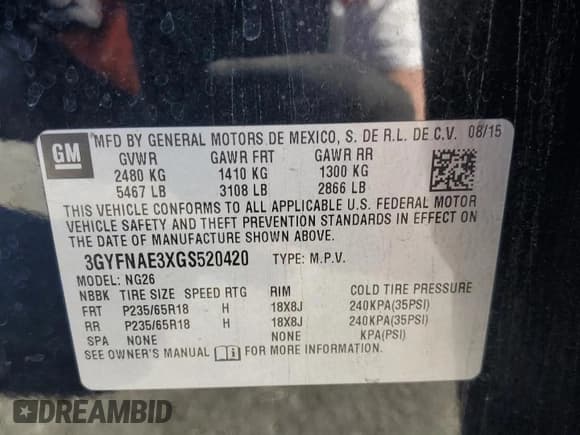 GM
MFD BY GENERAL MOTORS DE MEXICO, S. DE R.L. DE C.V. 08/15
GVWR GAWR FRT GAWR RR
2480 KG 1410 KG 1300 KG
5467 LB 3108 LB 2866 LB
THIS VEHICLE CONFORMS TO ALL APPLICABLE U.S. FEDERAL MOTOR
VEHICLE SAFETY AND THEFT PREVENTION STANDARDS IN EFFECT ON
THE DATE OF MANUFACTURE SHOWN ABOVE.
3GYFNAE3XGS520420 TYPE: M.P.V.
MODEL: NG26
NBBK TIRE SIZE SPEED RTG RIM COLD TIRE PRESSURE
FRT P235/65R18 H 18X8J 240KPA(35PSI)
RR P235/65R18 H 18X8J 240KPA(35PSI)
SPA NONE NONE KPA(PSI)
SEE OWNER'S MANUAL FOR MORE INFORMATION.
DREAMBID